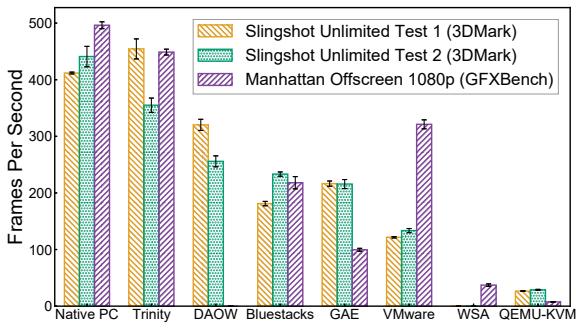 500
400
300
200
100
0
Frames Per Second
Slingshot Unlimited Test 1 (3DMark)
Slingshot Unlimited Test 2 (3DMark)
Manhattan Offscreen 1080p (GFXBench)
Native PC Trinity DAOW Bluestacks GAE VMware WSA QEMU-KVM